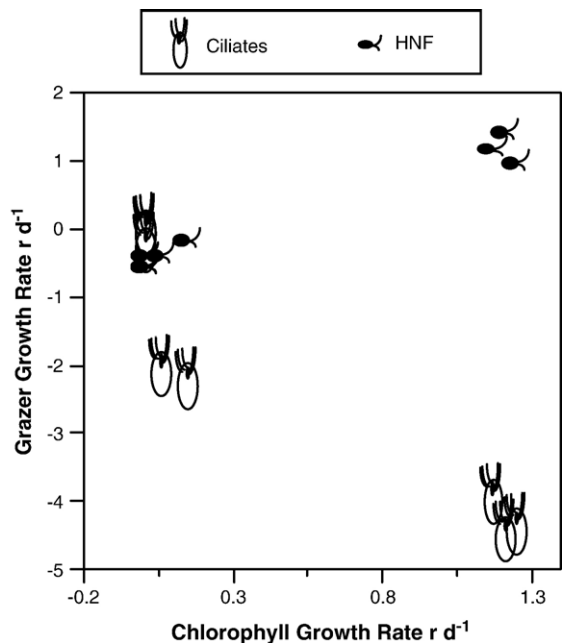 Ciliates HNF
2
1
0
-1
-2
-3
-4
-5
Grazer Growth Rate r d-1
-0.2 0.3 0.8 1.3
Chlorophyll Growth Rate r d-1